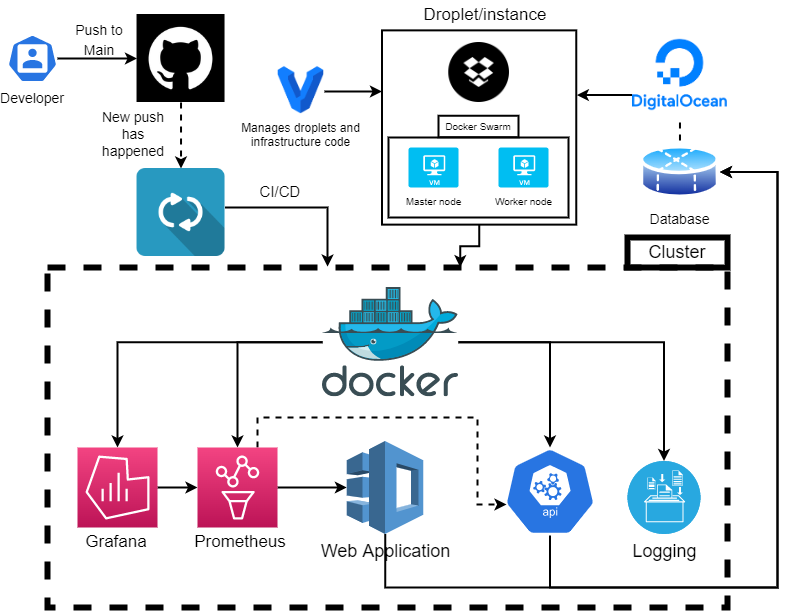 Droplet/instance
Push to
Main
Developer
New push
has
happened
Manages droplets and
infrastructure code
Docker Swarm
VM
VM
Master node
Worker node
DigitalOcean
Database
CI/CD
Cluster
docker
api
Grafana
Prometheus
Web Application
Logging